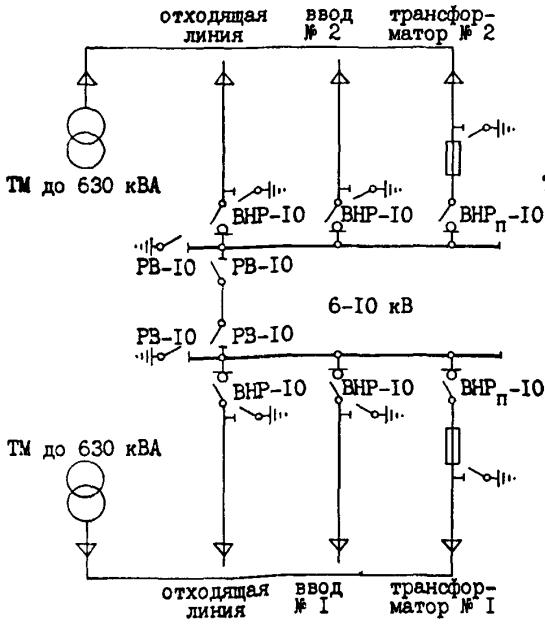 отходящая ввод трансфор-
линия № 2 матор № 2
ТМ до 630 кВА
ВНР-10 ВНР-10 ВНРп-10
РВ-10 РВ-10
6-10 кВ
РВ-10 РВ-10
ВНР-10 ВНР-10 ВНРп-10
ТМ до 630 кВА
отходящая ввод трансфор-
линия № I матор № I